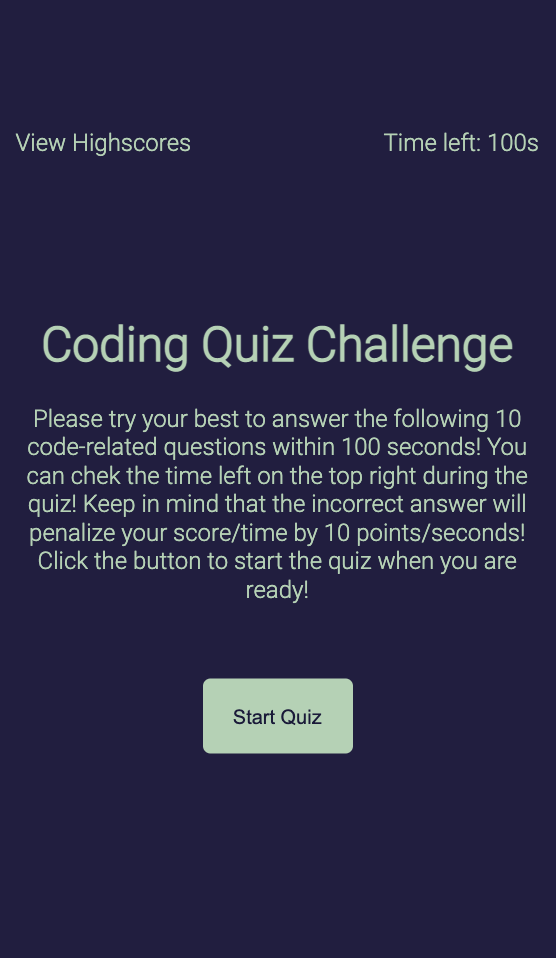 View Highscores
Time left: 100s
Coding Quiz Challenge
Please try your best to answer the following 10
code-related questions within 100 seconds! You
can chek the time left on the top right during the
quiz! Keep in mind that the incorrect answer will
penalize your score/time by 10 points/seconds!
Click the button to start the quiz when you are
ready!
Start Quiz